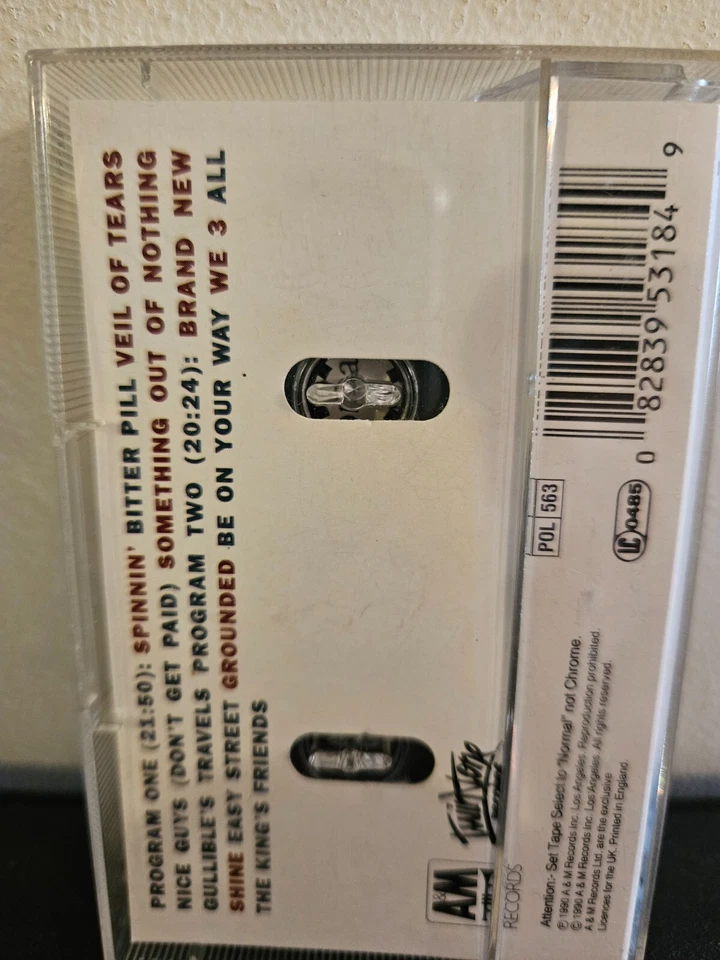 PROGRAM ONE (21:50): SPINNIN' BITTER PILL VEIL OF TEARS
NICE GUYS (DON'T GET PAID) SOMETHING OUT OF NOTHING
GULLIBLE'S TRAVELS PROGRAM TWO (20:24): BRAND NEW
SHINE EASY STREET GROUNDED BE ON YOUR WAY WE 3 ALL
THE KING'S FRIENDS
A&M
RECORDS
POL 563
LC 0485
0 82839 53184 9
Attention:- Set Tape Select to "Normal" not Chrome.
℗ 1990 A & M Records Inc. Los Angeles. Reproduction prohibited.
© 1990 A & M Records Inc. Los Angeles. All rights reserved.
A & M Records Ltd. are the exclusive
Licencees for the UK. Printed in England.